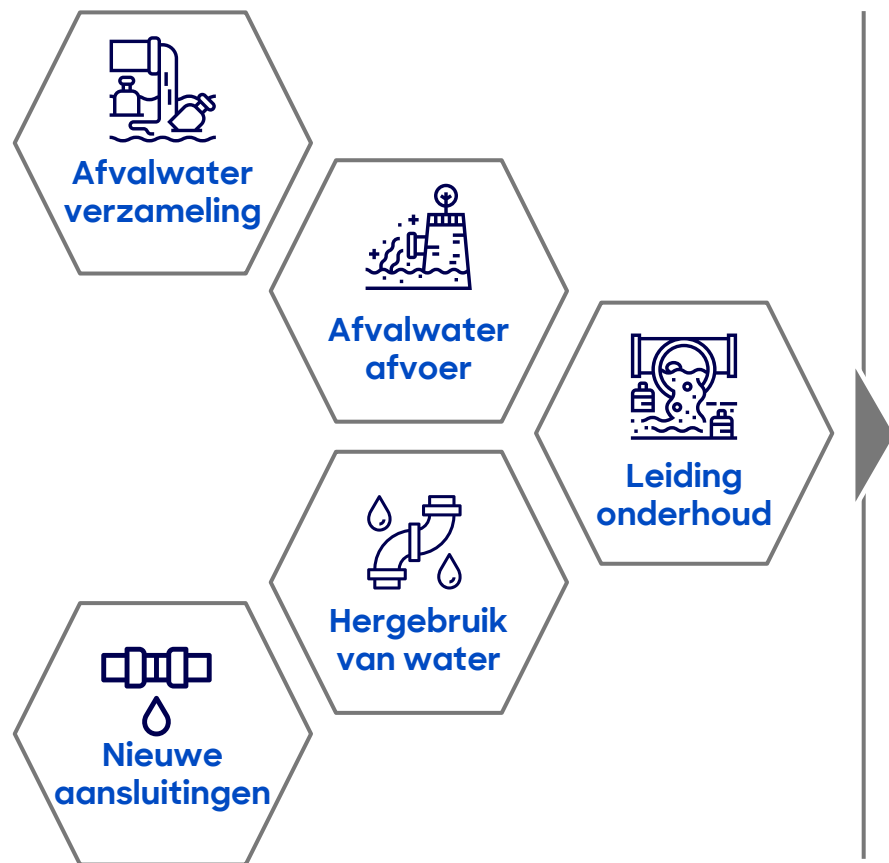 Afvalwater
verzameling
Afvalwater
afvoer
Leiding
onderhoud
Hergebruik
van water
Nieuwe
aansluitingen